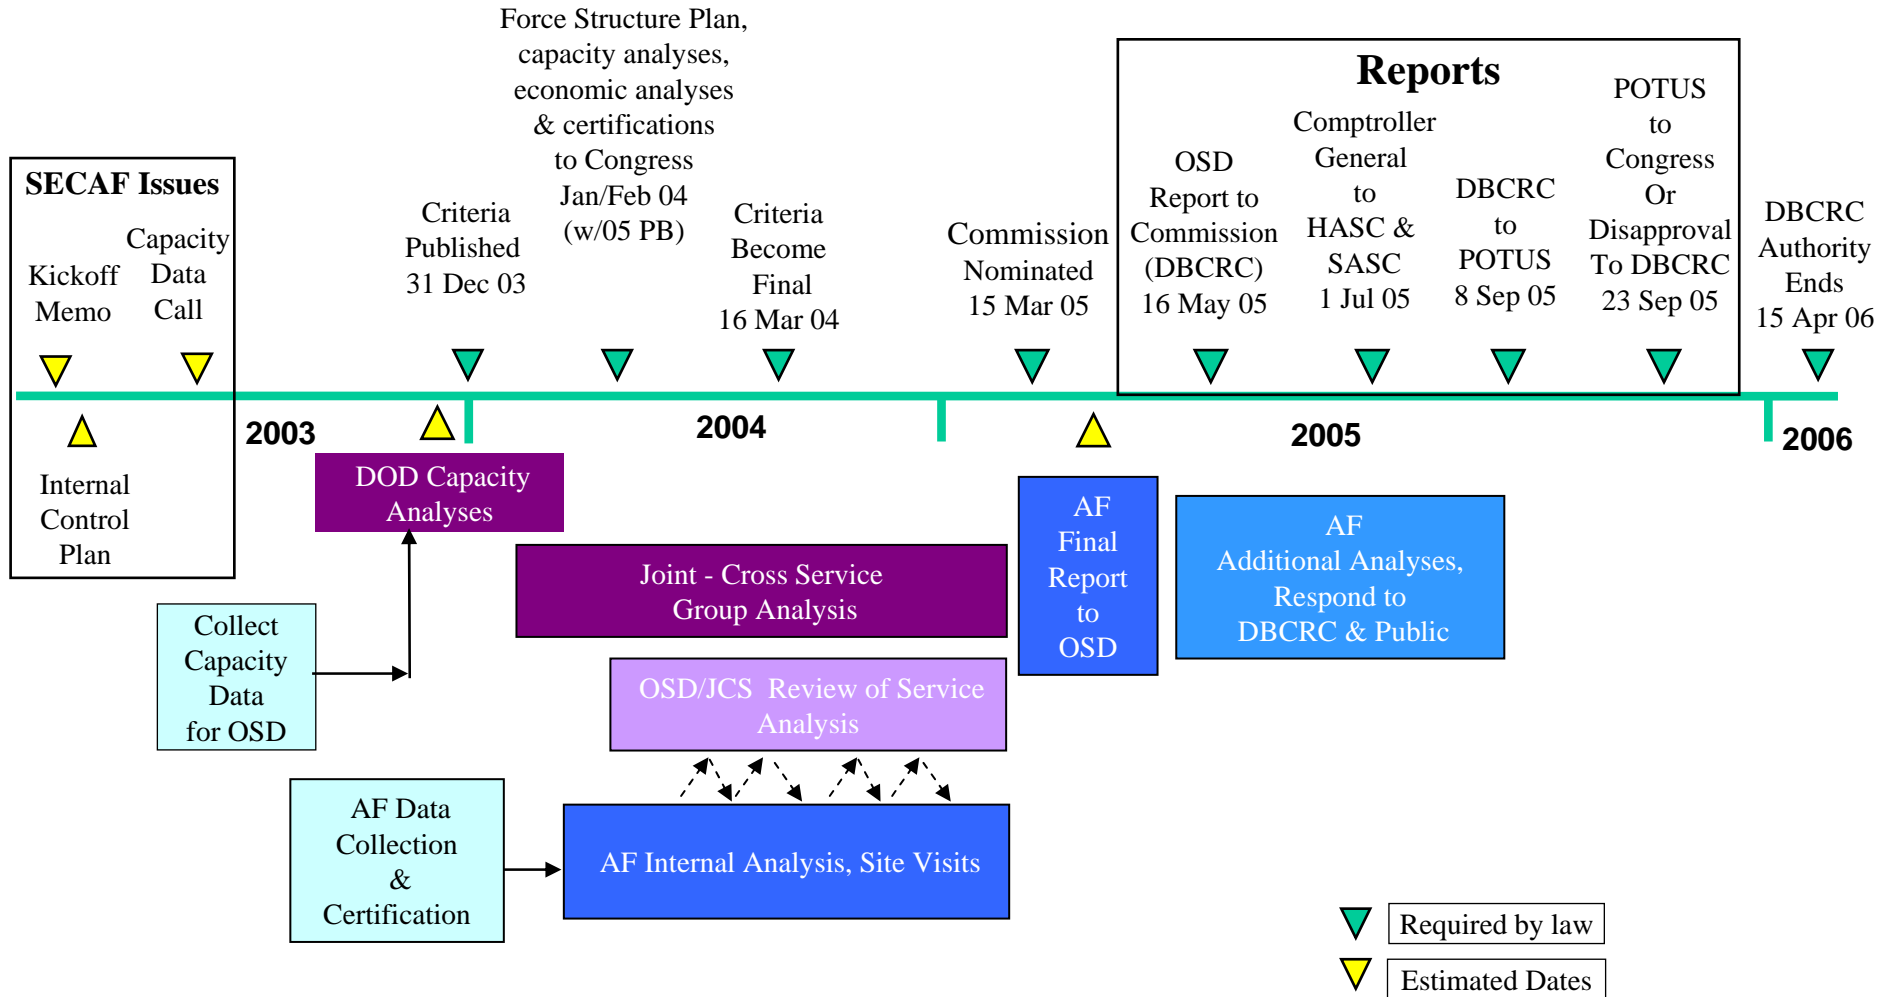 Force Structure Plan,
capacity analyses,
economic analyses
& certifications
to Congress
Jan/Feb 04
(w/05 PB)
Reports
SECAF Issues
Kickoff
Memo
Capacity
Data
Call
Criteria
Published
31 Dec 03
Criteria
Become
Final
16 Mar 04
Commission
Nominated
15 Mar 05
OSD
Report to
Commission
(DBCRC)
16 May 05
Comptroller
General
to
HASC &
SASC
1 Jul 05
DBCRC
to
POTUS
8 Sep 05
POTUS
to
Congress
Or
Disapproval
To DBCRC
23 Sep 05
DBCRC
Authority
Ends
15 Apr 06
2003
2004
2005
2006
Internal
Control
Plan
DOD Capacity
Analyses
Joint - Cross Service
Group Analysis
AF
Final
Report
to
OSD
AF
Additional Analyses,
Respond to
DBCRC & Public
Collect
Capacity
Data
for OSD
OSD/JCS Review of Service
Analysis
AF Data
Collection
&
Certification
AF Internal Analysis, Site Visits
Required by law
Estimated Dates